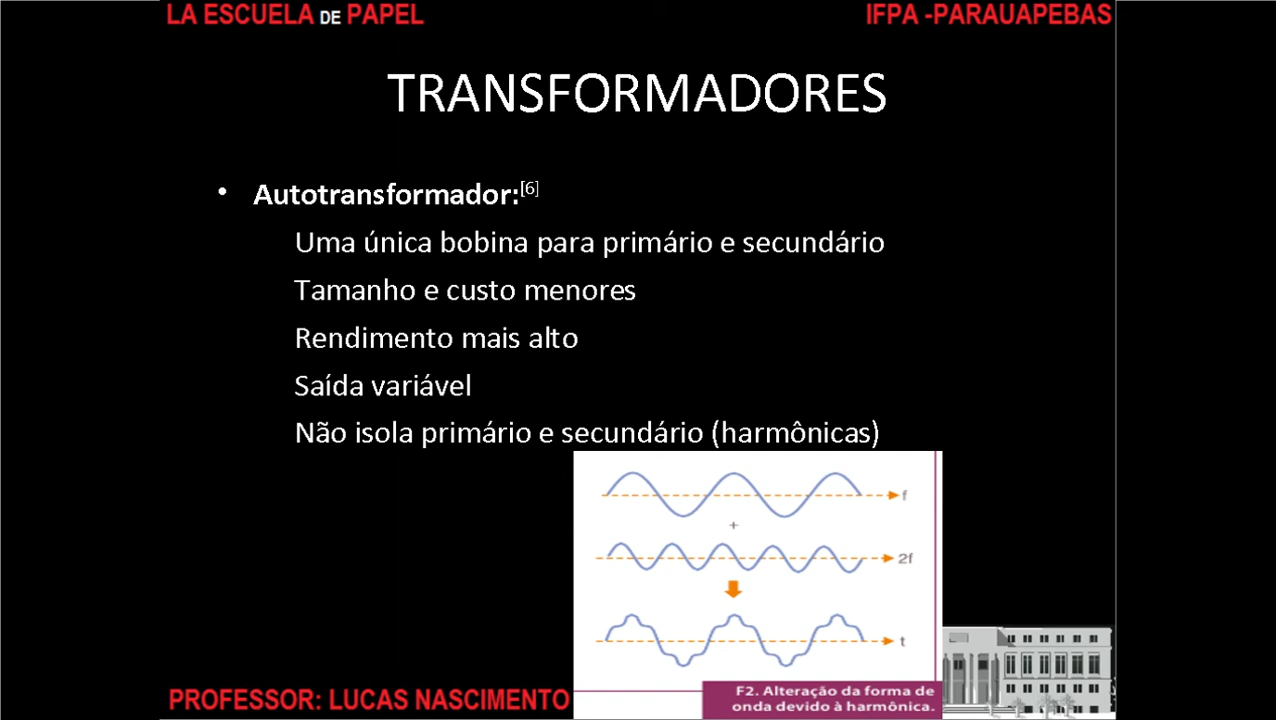 LA ESCUELA DE PAPEL
IFPA -PARAUAPEBAS
TRANSFORMADORES
• Autotransformador:[6]
Uma única bobina para primário e secundário
Tamanho e custo menores
Rendimento mais alto
Saída variável
Não isola primário e secundário (harmônicas)
f
+
2f
t
F2. Alteração da forma de
onda devido à harmônica.
PROFESSOR: LUCAS NASCIMENTO